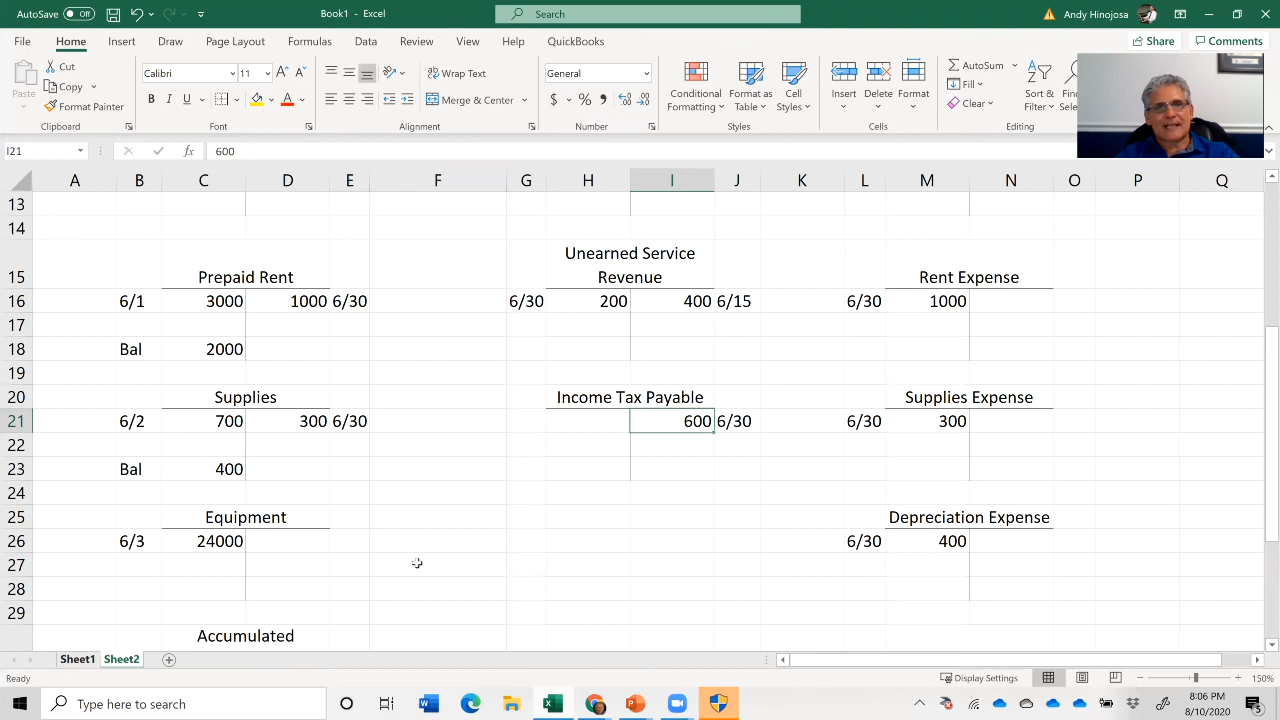 AutoSave Off Book1 - Excel Search Andy Hinojosa
File Home Insert Draw Page Layout Formulas Data Review View Help QuickBooks Share Comments
Paste
Cut
Copy
Format Painter
Clipboard
Calibri 11
B I U A
Font
Wrap Text
Merge & Center
Alignment
General
$ % 9
Number
Conditional
Formatting
Format as
Table
Cell
Styles
Styles
Insert Delete Format
Cells
AutoSum
Fill
Clear
Sort &
Filter
Editing
I21 fx 600
A B C D E F G H I J K L M N O P Q
13
14
Unearned Service
15 Prepaid Rent Revenue Rent Expense
16 6/1 3000 1000 6/30 6/30 200 400 6/15 6/30 1000
17
18 Bal 2000
19
20 Supplies Income Tax Payable Supplies Expense
21 6/2 700 300 6/30 600 6/30 6/30 300
22
23 Bal 400
24
25 Equipment Depreciation Expense
26 6/3 24000 6/30 400
27
28
29
Accumulated
Sheet1 Sheet2
Ready Display Settings 150%
Type here to search 8:06 PM
8/10/2020 5